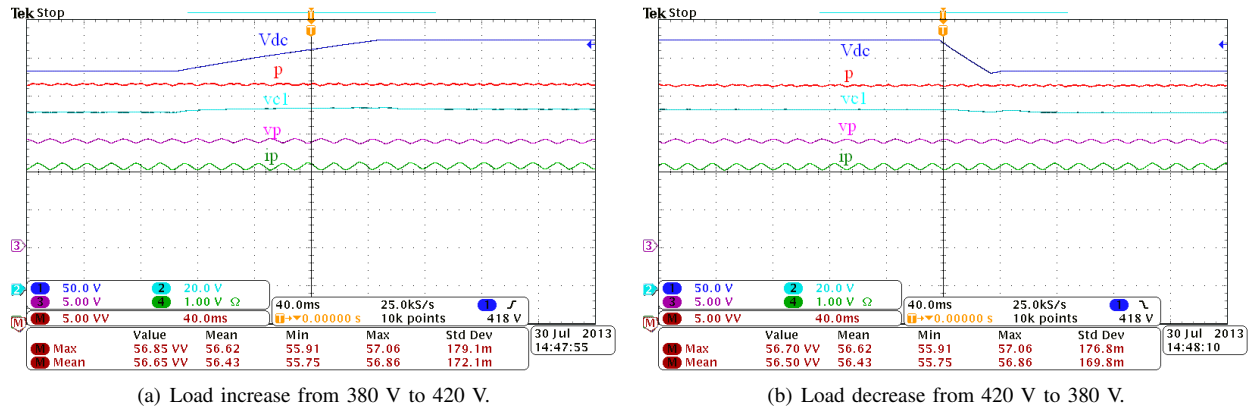 Tek Stop
T
T
Vdc
p
vc1
vp
ip
3
2
M
1 50.0 V 2 20.0 V
3 5.00 V 4 1.00 V Ω
M 5.00 VV 40.0ms
40.0ms 25.0kS/s 1
T→▼0.00000 s 10k points 418 V
Value Mean Min Max Std Dev
M Max 56.85 VV 56.62 55.91 57.06 179.1m
M Mean 56.65 VV 56.43 55.75 56.86 172.1m
30 Jul 2013
14:47:55
(a) Load increase from 380 V to 420 V.
Tek Stop
T
T
Vdc
p
vc1
vp
ip
3
2
M
1 50.0 V 2 20.0 V
3 5.00 V 4 1.00 V Ω
M 5.00 VV 40.0ms
40.0ms 25.0kS/s 1
T→▼0.00000 s 10k points 418 V
Value Mean Min Max Std Dev
M Max 56.70 VV 56.62 55.91 57.06 176.8m
M Mean 56.50 VV 56.43 55.75 56.86 169.8m
30 Jul 2013
14:48:10
(b) Load decrease from 420 V to 380 V.